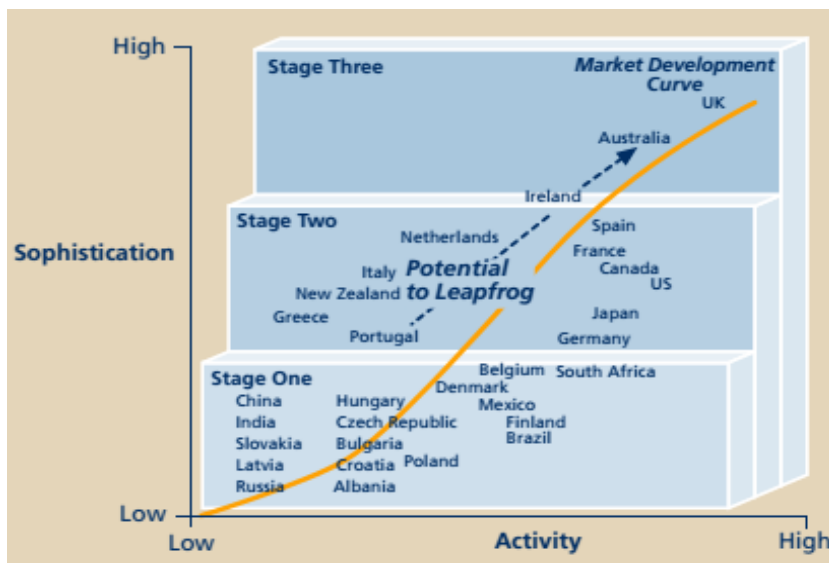 High
Stage Three
Market Development
Curve
UK
Australia
Ireland
Stage Two
Spain
Netherlands
Sophistication
France
Italy
Potential
Canada
New Zealand
to Leapfrog
US
Greece
Japan
Portugal
Germany
Stage One
Belgium
South Africa
Denmark
China
Hungary
Mexico
India
Czech Republic
Finland
Slovakia
Bulgaria
Brazil
Latvia
Croatia
Poland
Russia
Albania
Low
Low
Activity
High